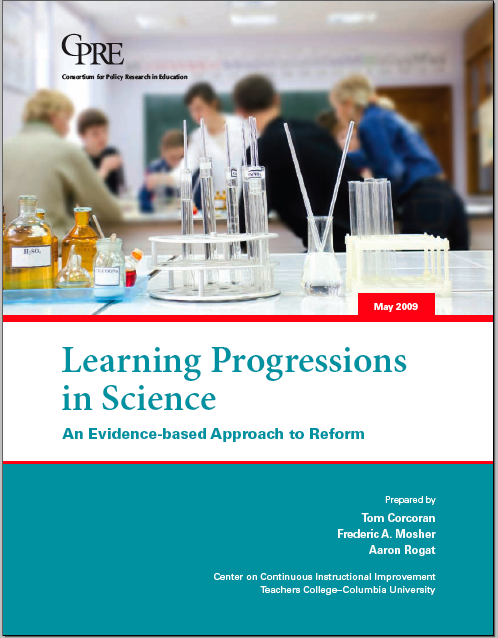 CPRE
Consortium for Policy Research in Education
H₂SO₄
May 2009
Learning Progressions
in Science
An Evidence-based Approach to Reform
Prepared by
Tom Corcoran
Frederic A. Mosher
Aaron Rogat
Center on Continuous Instructional Improvement
Teachers College–Columbia University